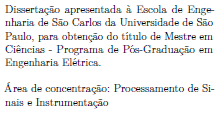 Dissertação apresentada à Escola de Enge-
nharia de São Carlos da Universidade de São
Paulo, para obtenção do título de Mestre em
Ciências - Programa de Pós-Graduação em
Engenharia Elétrica.
Área de concentração: Processamento de Si-
nais e Instrumentação